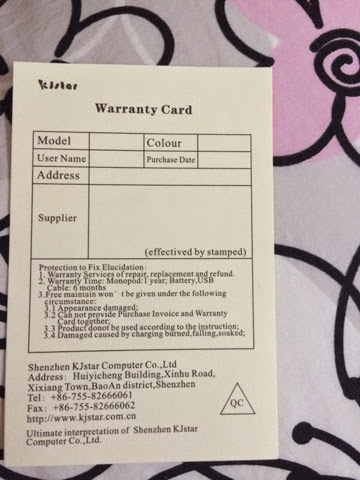 KJstar
Warranty Card
Model Colour
User Name Purchase Date
Address
Supplier
(effectived by stamped)
Protection to Fix Elucidation:
1. Warranty Services of repair, replacement and refund.
2. Warranty Time: Monopod:1 year; Battery,USB
Cable: 6 months
3.Free maintain won't be given under the following
circumstance:
3.1 Appearance damaged;
3.2 Can not provide Purchase Invoice and Warranty
Card together;
3.3 Product donot be used according to the instruction;
3.4 Damaged by charging burned,falling,soaked;
Shenzhen KJstar Computer Co.,Ltd
Address: Huiyicheng Building,Xinhu Road,
Xixiang Town,BaoAn district,Shenzhen
Tel: +86-755-82666061
Fax: +86-755-82666062
http://www.kjstar.com.cn
QC
Ultimate interpretation of Shenzhen KJstar
Computer Co.,Ltd.